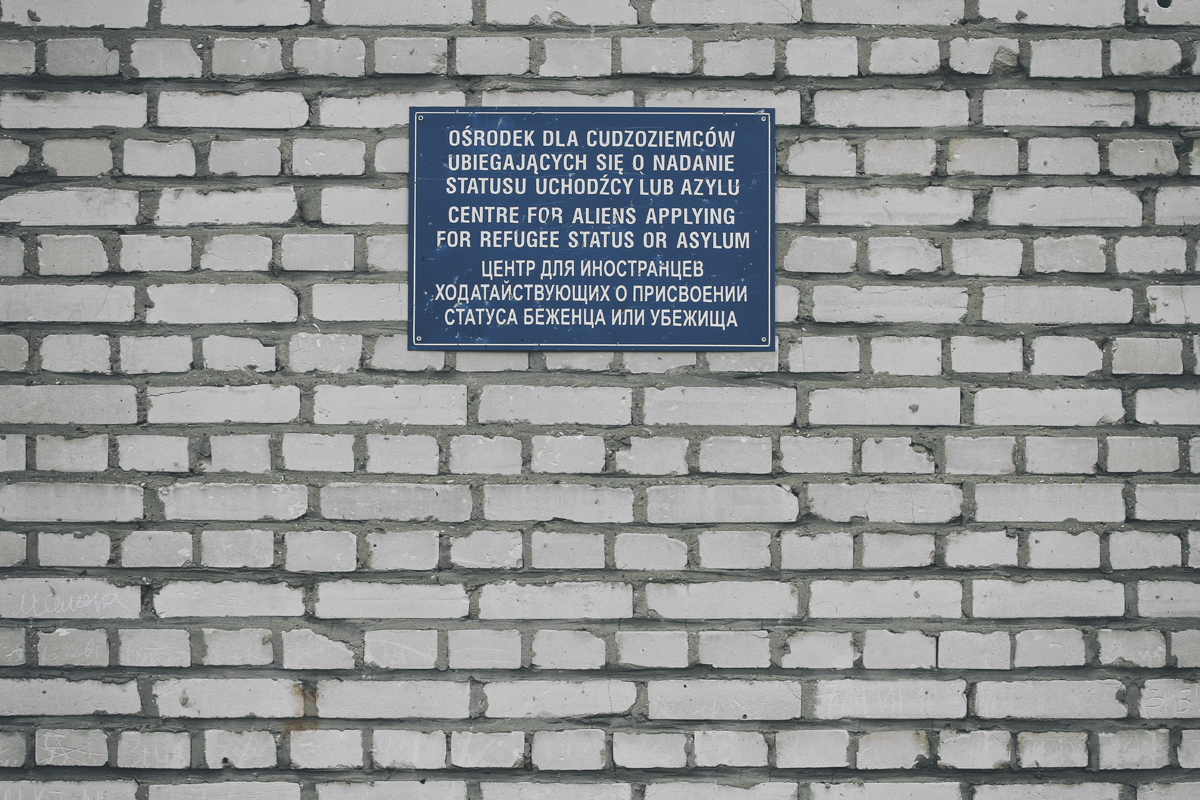 OŚRODEK DLA CUDZOZIEMCÓW
UBIEGAJĄCYCH SIĘ O NADANIE
STATUSU UCHODŹCY LUB AZYLU
CENTRE FOR ALIENS APPLYING
FOR REFUGEE STATUS OR ASYLUM
ЦЕНТР ДЛЯ ИНОСТРАНЦЕВ
ХОДАТАЙСТВУЮЩИХ О ПРИСВОЕНИИ
СТАТУСА БЕЖЕНЦА ИЛИ УБЕЖИЩА